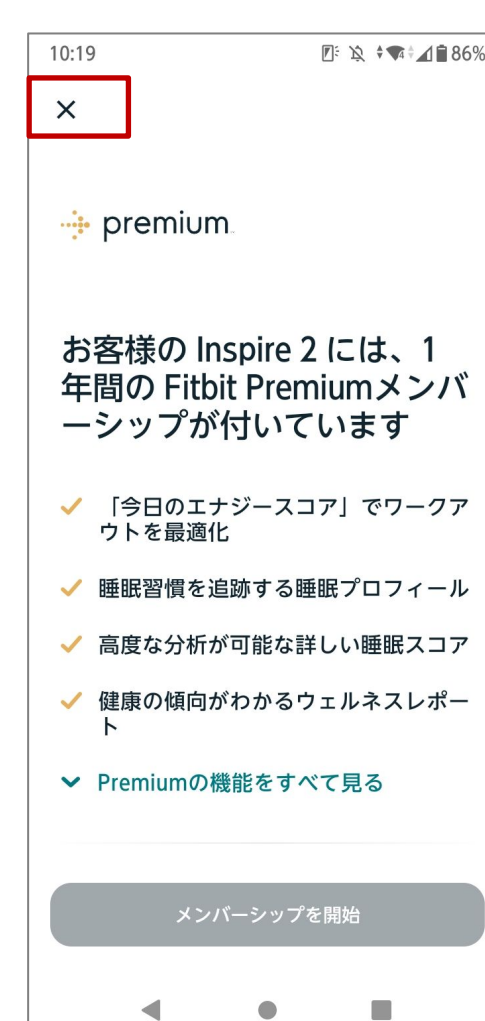 10:19
86%
premium
お客様の Inspire 2 には、1
年間の Fitbit Premiumメンバ
ーシップが付いています
「今日のエナジースコア」でワークア
ウトを最適化
睡眠習慣を追跡する睡眠プロフィール
高度な分析が可能な詳しい睡眠スコア
健康の傾向がわかるウェルネスレポー
ト
Premiumの機能をすべて見る
メンバーシップを開始